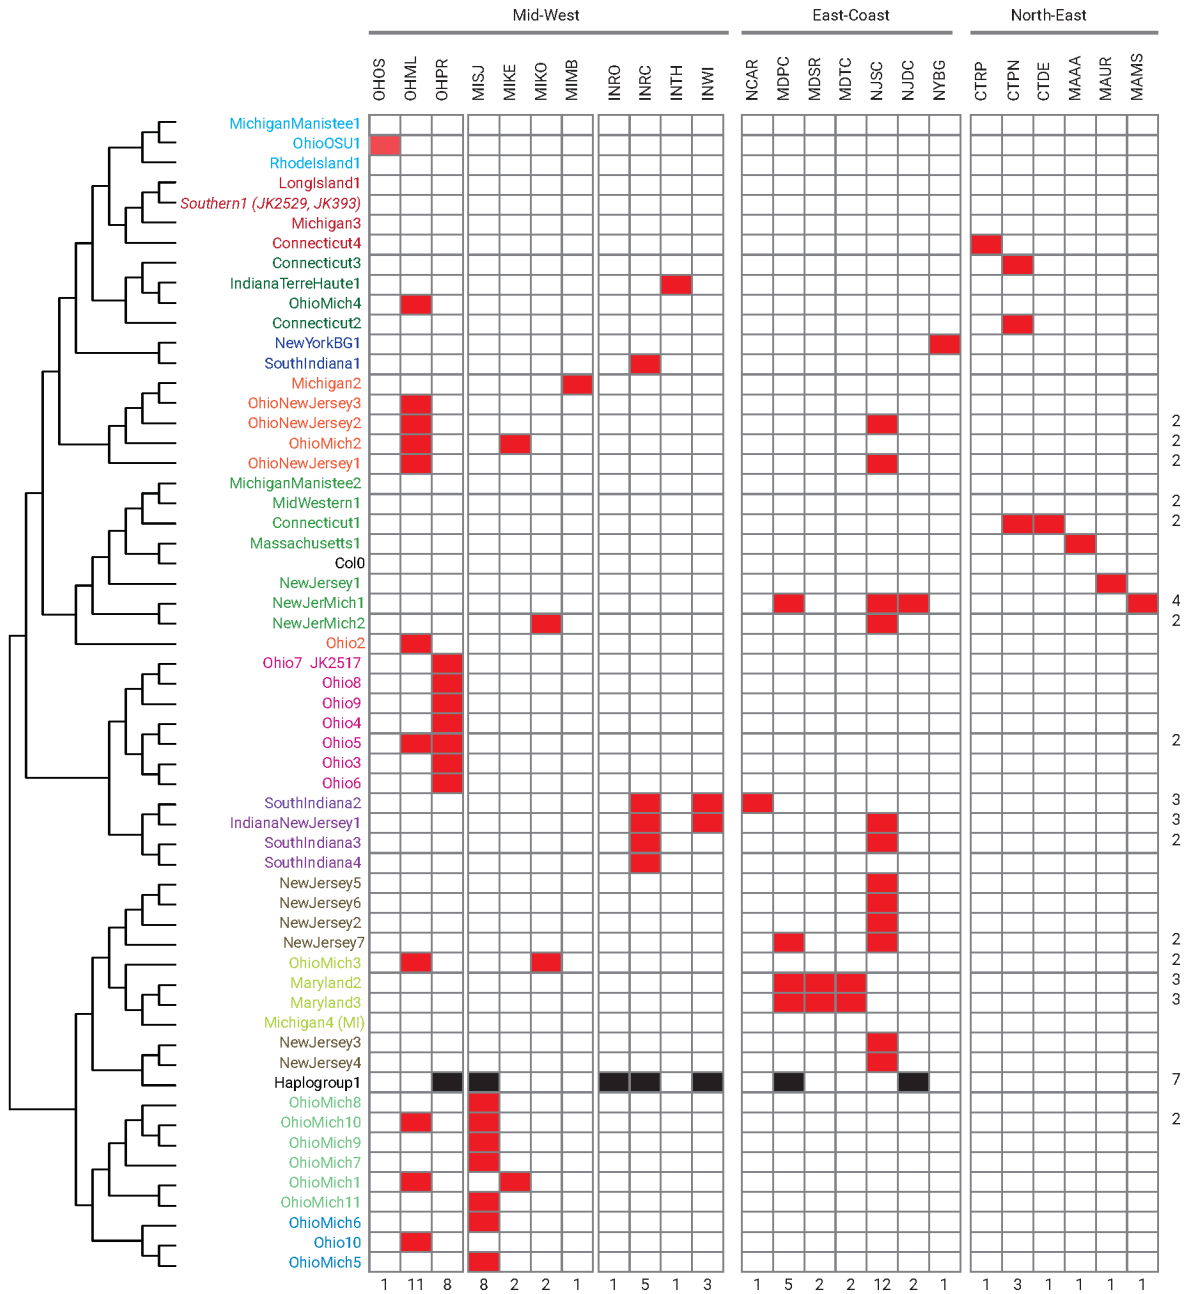 Mid-West East-Coast North-East
OHOS OHML OHPR MISJ MIKE MIKO MIMB INRO INRC INTH INWI NCAR MDPC MDSR MDTC NJSC NJDC NYBG CTRP CTPN CTDE MAAA MAUR MAMS
MichiganManistee1
OhioOSU1
RhodeIsland1
LongIsland1
Southern1 (JK2529, JK393)
Michigan3
Connecticut4
Connecticut3
IndianaTerreHaute1
OhioMich4
Connecticut2
NewYorkBG1
SouthIndiana1
Michigan2
OhioNewJersey3
OhioNewJersey2 2
OhioMich2 2
OhioNewJersey1 2
MichiganManistee2
MidWestern1 2
Connecticut1 2
Massachusetts1
Col0
NewJersey1
NewJerMich1 4
NewJerMich2 2
Ohio2
Ohio7 JK2517
Ohio8
Ohio9
Ohio4
Ohio5 2
Ohio3
Ohio6
SouthIndiana2 3
IndianaNewJersey1 3
SouthIndiana3 2
SouthIndiana4
NewJersey5
NewJersey6
NewJersey2
NewJersey7 2
OhioMich3 2
Maryland2 3
Maryland3 3
Michigan4 (MI)
NewJersey3
NewJersey4
Haplogroup1 7
OhioMich8
OhioMich10 2
OhioMich9
OhioMich7
OhioMich1
OhioMich11
OhioMich6
Ohio10
OhioMich5
1 11 8 8 2 2 1 1 5 1 3 1 5 2 2 12 2 1 1 3 1 1 1 1